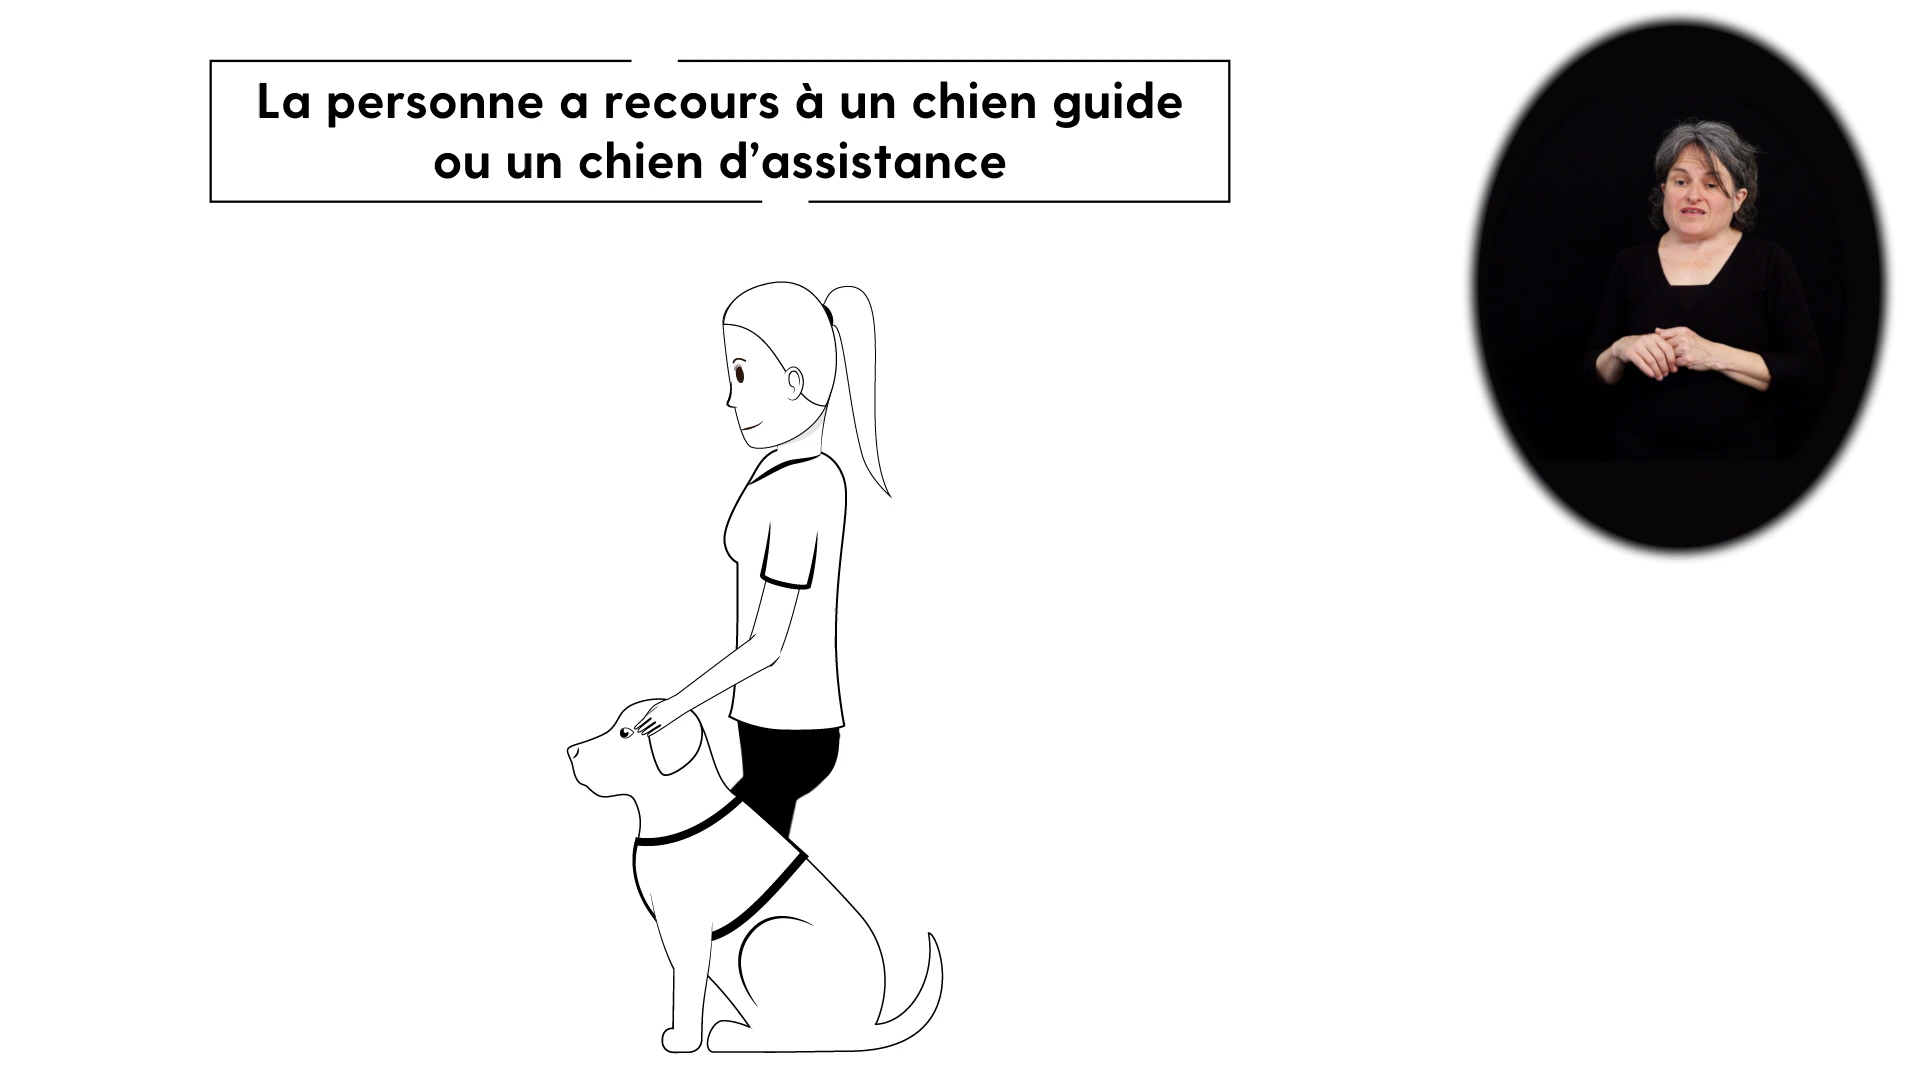 La personne a recours à un chien guide
ou un chien d’assistance